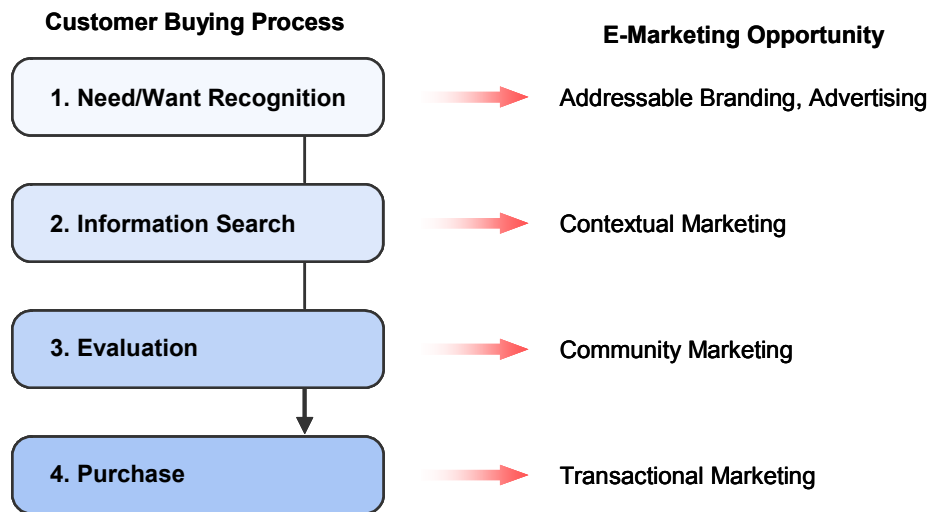 Customer Buying Process
E-Marketing Opportunity
1. Need/Want Recognition
Addressable Branding, Advertising
2. Information Search
Contextual Marketing
3. Evaluation
Community Marketing
4. Purchase
Transactional Marketing